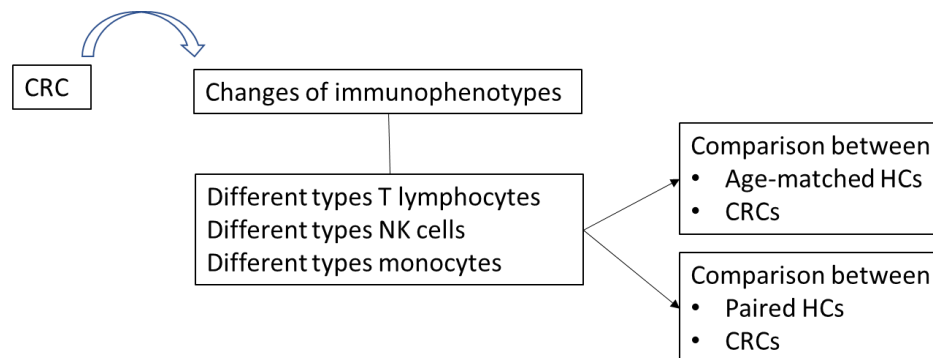 CRC
Changes of immunophenotypes
Different types T lymphocytes
Different types NK cells
Different types monocytes
Comparison between
• Age-matched HCs
• CRCs
Comparison between
• Paired HCs
• CRCs